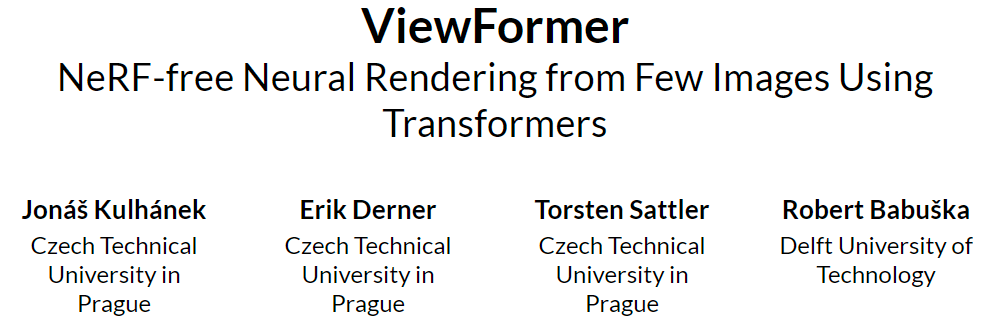 ViewFormer
NeRF-free Neural Rendering from Few Images Using
Transformers
Jonáš Kulhánek
Czech Technical
University in
Prague
Erik Derner
Czech Technical
University in
Prague
Torsten Sattler
Czech Technical
University in
Prague
Robert Babuška
Delft University of
Technology